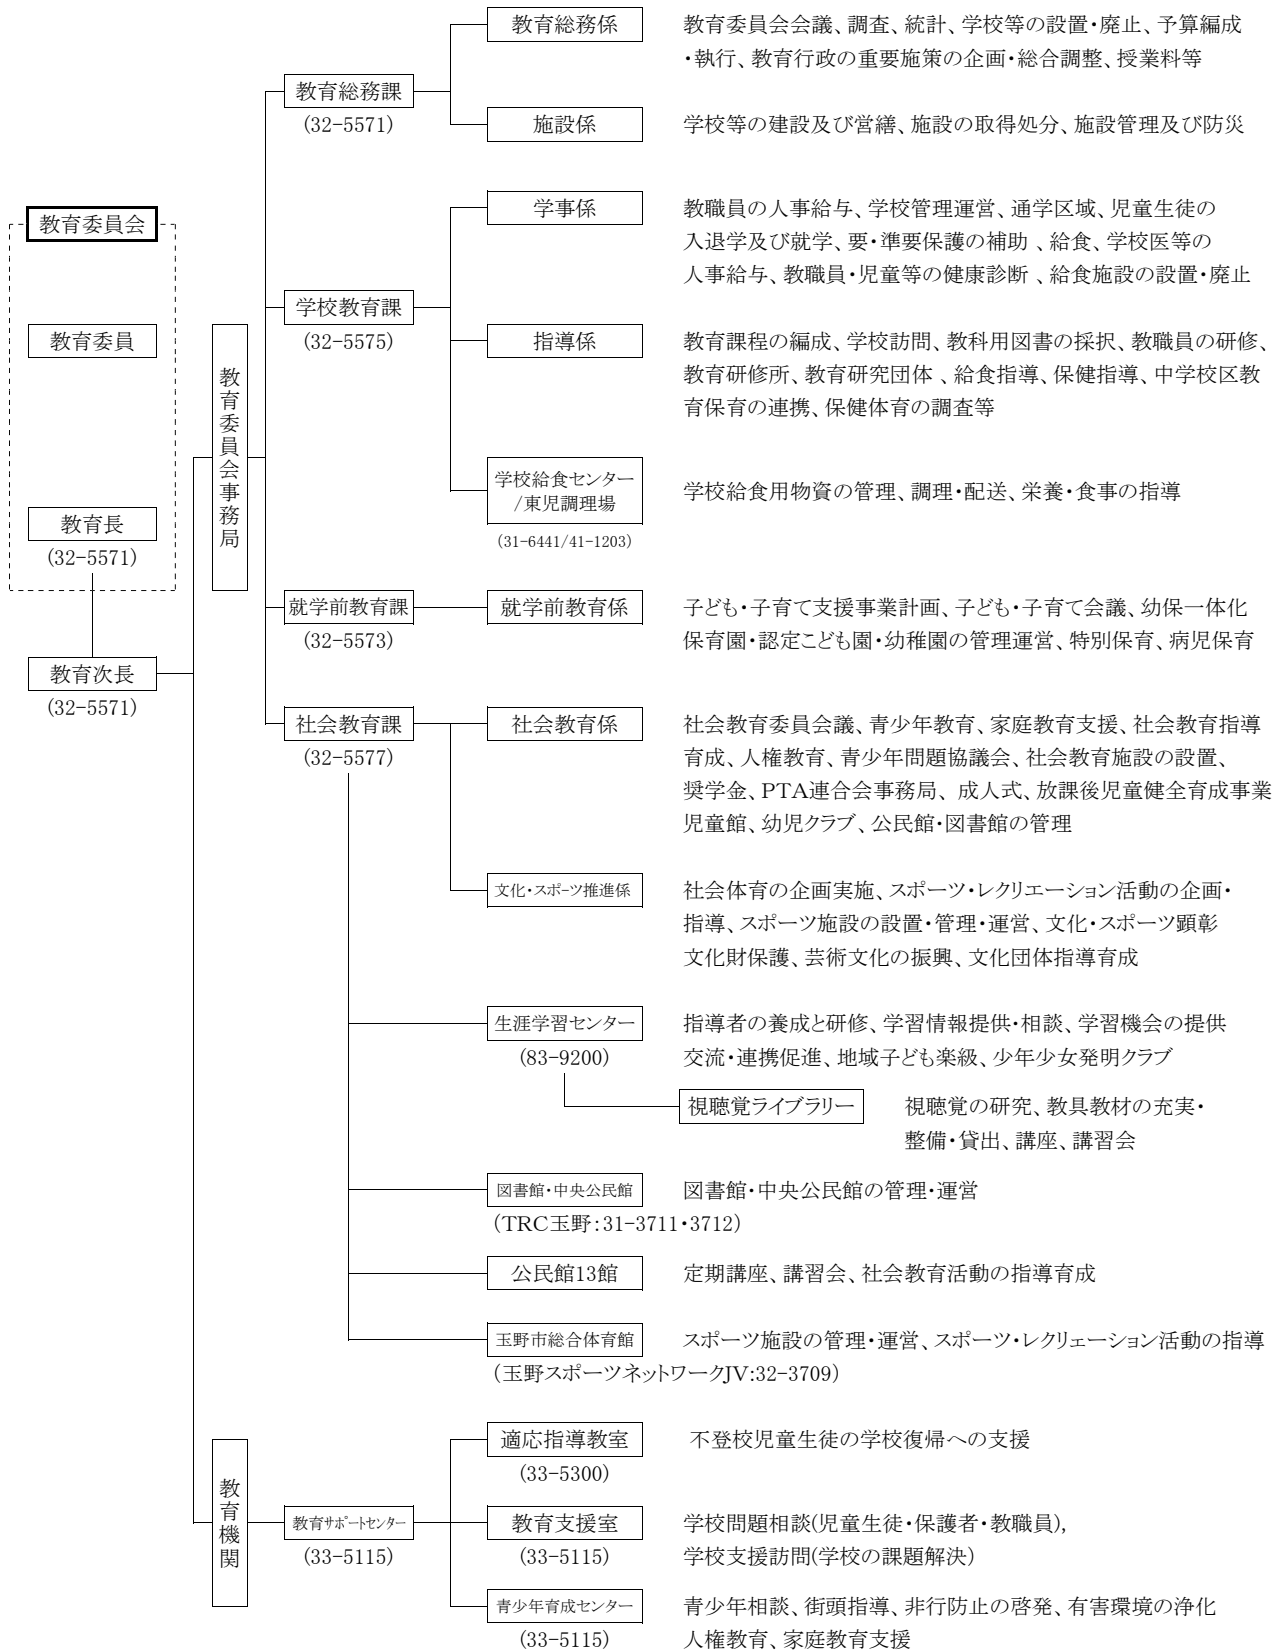 教育総務係
教育委員会会議、調査、統計、学校等の設置・廃止、予算編成
・執行、教育行政の重要施策の企画・総合調整、授業料等
教育総務課
(32-5571)
施設係
学校等の建設及び営繕、施設の取得処分、施設管理及び防災
学事係
教職員の人事給与、学校管理運営、通学区域、児童生徒の
入退学及び就学、要・準要保護の補助 、給食、学校医等の
人事給与、教職員・児童等の健康診断 、給食施設の設置・廃止
教育委員会
学校教育課
(32-5575)
教育委員
指導係
教育課程の編成、学校訪問、教科用図書の採択、教職員の研修、
教育研修所、教育研究団体 、給食指導、保健指導、中学校区教
育保育の連携、保健体育の調査等
教育委員会事務局
学校給食センター
/東児調理場
(31-6441/41-1203)
学校給食用物資の管理、調理・配送、栄養・食事の指導
教育長
(32-5571)
就学前教育課
(32-5573)
就学前教育係
子ども・子育て支援事業計画、子ども・子育て会議、幼保一体化
保育園・認定こども園・幼稚園の管理運営、特別保育、病児保育
教育次長
(32-5571)
社会教育課
(32-5577)
社会教育係
社会教育委員会議、青少年教育、家庭教育支援、社会教育指導
育成、人権教育、青少年問題協議会、社会教育施設の設置、
奨学金、PTA連合会事務局、 成人式、放課後児童健全育成事業
児童館、幼児クラブ、公民館・図書館の管理
文化・スポーツ推進係
社会体育の企画実施、スポーツ・レクリエーション活動の企画・
指導、スポーツ施設の設置・管理・運営、文化・スポーツ顕彰
文化財保護、芸術文化の振興、文化団体指導育成
生涯学習センター
(83-9200)
指導者の養成と研修、学習情報提供・相談、学習機会の提供
交流・連携促進、地域子ども楽級、少年少女発明クラブ
視聴覚ライブラリー
視聴覚の研究、教具教材の充実・
整備・貸出、講座、講習会
図書館・中央公民館
図書館・中央公民館の管理・運営
(TRC玉野:31-3711・3712)
公民館13館
定期講座、講習会、社会教育活動の指導育成
玉野市総合体育館
スポーツ施設の管理・運営、スポーツ・レクリェーション活動の指導
(玉野スポーツネットワークJV:32-3709)
教育機関
適応指導教室
(33-5300)
不登校児童生徒の学校復帰への支援
教育サポートセンター
(33-5115)
教育支援室
(33-5115)
学校問題相談(児童生徒・保護者・教職員),
学校支援訪問(学校の課題解決)
青少年育成センター
(33-5115)
青少年相談、街頭指導、非行防止の啓発、有害環境の浄化
人権教育、家庭教育支援